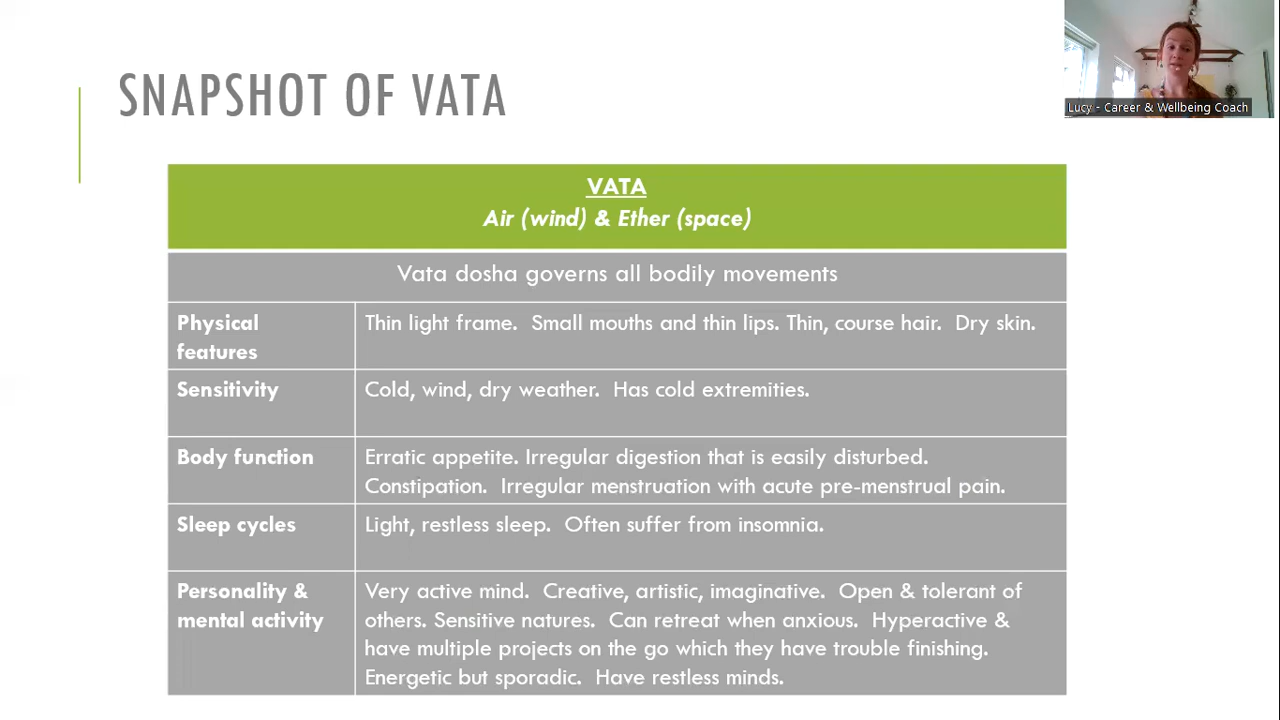 SNAPSHOT OF VATA
Lucy - Career & Wellbeing Coach
VATA
Air (wind) & Ether (space)
Vata dosha governs all bodily movements
Physical
features
Thin light frame.  Small mouths and thin lips. Thin, course hair.  Dry skin.
Sensitivity
Cold, wind, dry weather.  Has cold extremities.
Body function
Erratic appetite. Irregular digestion that is easily disturbed.
Constipation.  Irregular menstruation with acute pre-menstrual pain.
Sleep cycles
Light, restless sleep.  Often suffer from insomnia.
Personality &
mental activity
Very active mind.  Creative, artistic, imaginative.  Open & tolerant of
others. Sensitive natures.  Can retreat when anxious.  Hyperactive &
have multiple projects on the go which they have trouble finishing.
Energetic but sporadic.  Have restless minds.